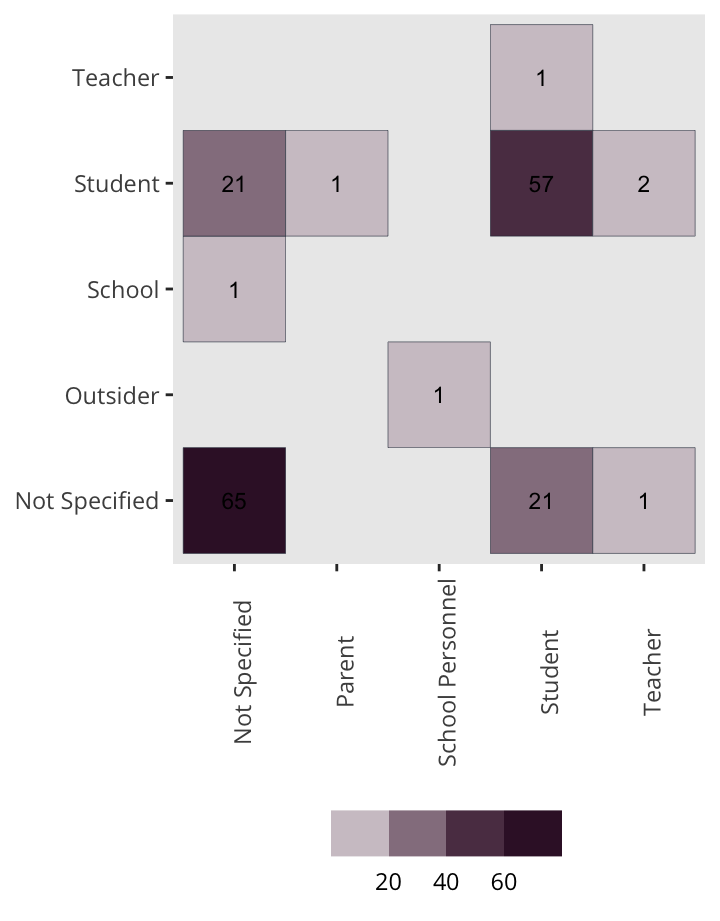 Teacher 1
Student 21 1 57 2
School 1
Outsider 1
Not Specified 65 21 1
Not Specified Parent School Personnel Student Teacher
20 40 60